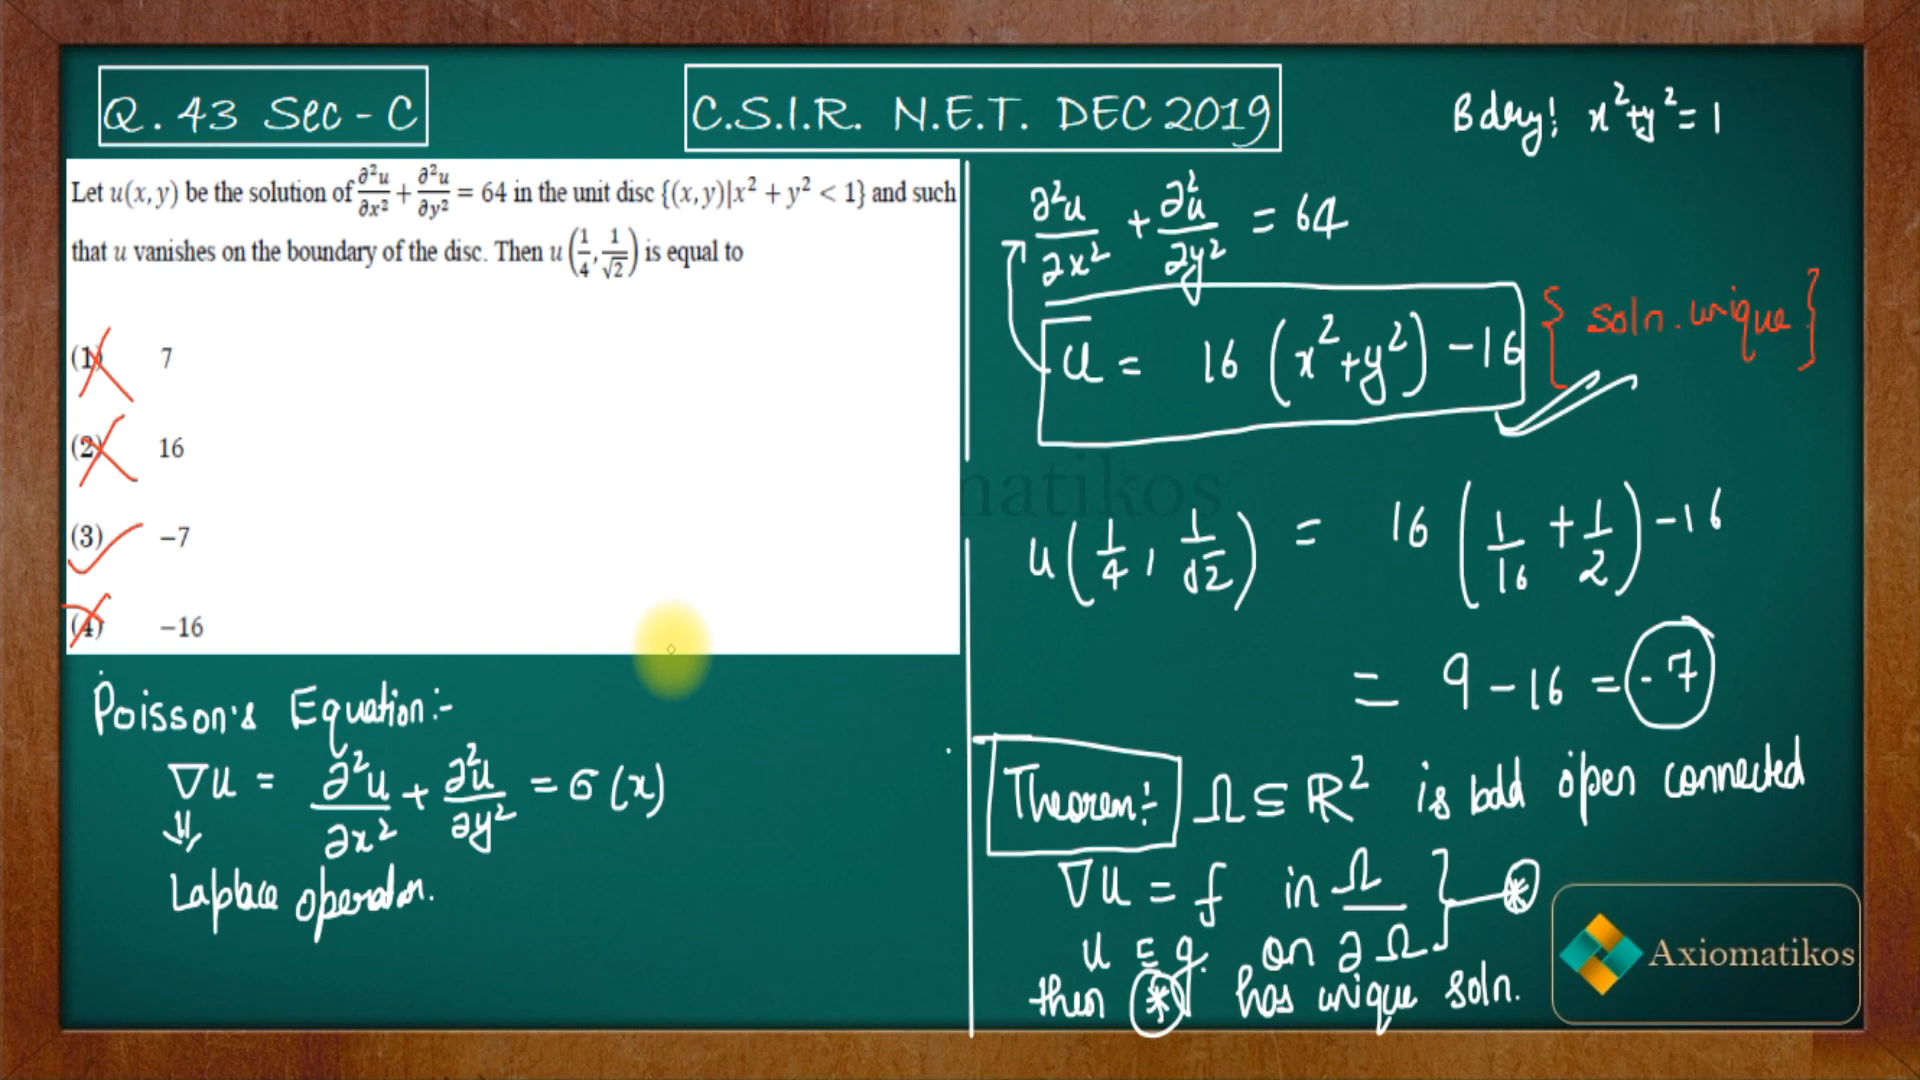 Q. 43 Sec - C
C.S.I.R. N.E.T. DEC 2019
Let u(x, y) be the solution of ∂²u/∂x² + ∂²u/∂y² = 64 in the unit disc {(x, y)|x² + y² < 1} and such
that u vanishes on the boundary of the disc. Then u (1/4, 1/√2) is equal to
(1) 7
(2) 16
(3) −7
(4) −16
Poisson's Equation:-
∇u = ∂²u/∂x² + ∂²u/∂y² = σ(x)
⇓
Laplace operator.
Bdry: x²+y² = 1
∂²u/∂x² + ∂²u/∂y² = 64
u = 16 (x²+y²) - 16 { soln. unique }
matikos
u(1/4, 1/√2) = 16 (1/16 + 1/2) - 16
= 9 - 16 = -7
Theorem:- Ω ⊆ ℝ² is bdd open connected
∇u = f in Ω } — *
u = g. on ∂Ω
then * has unique soln.
Axiomatikos